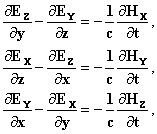 ∂E_Z/∂y − ∂E_Y/∂z = − 1/c ∂H_X/∂t ,
∂E_X/∂z − ∂E_Z/∂x = − 1/c ∂H_Y/∂t ,
∂E_Y/∂x − ∂E_X/∂y = − 1/c ∂H_Z/∂t ,